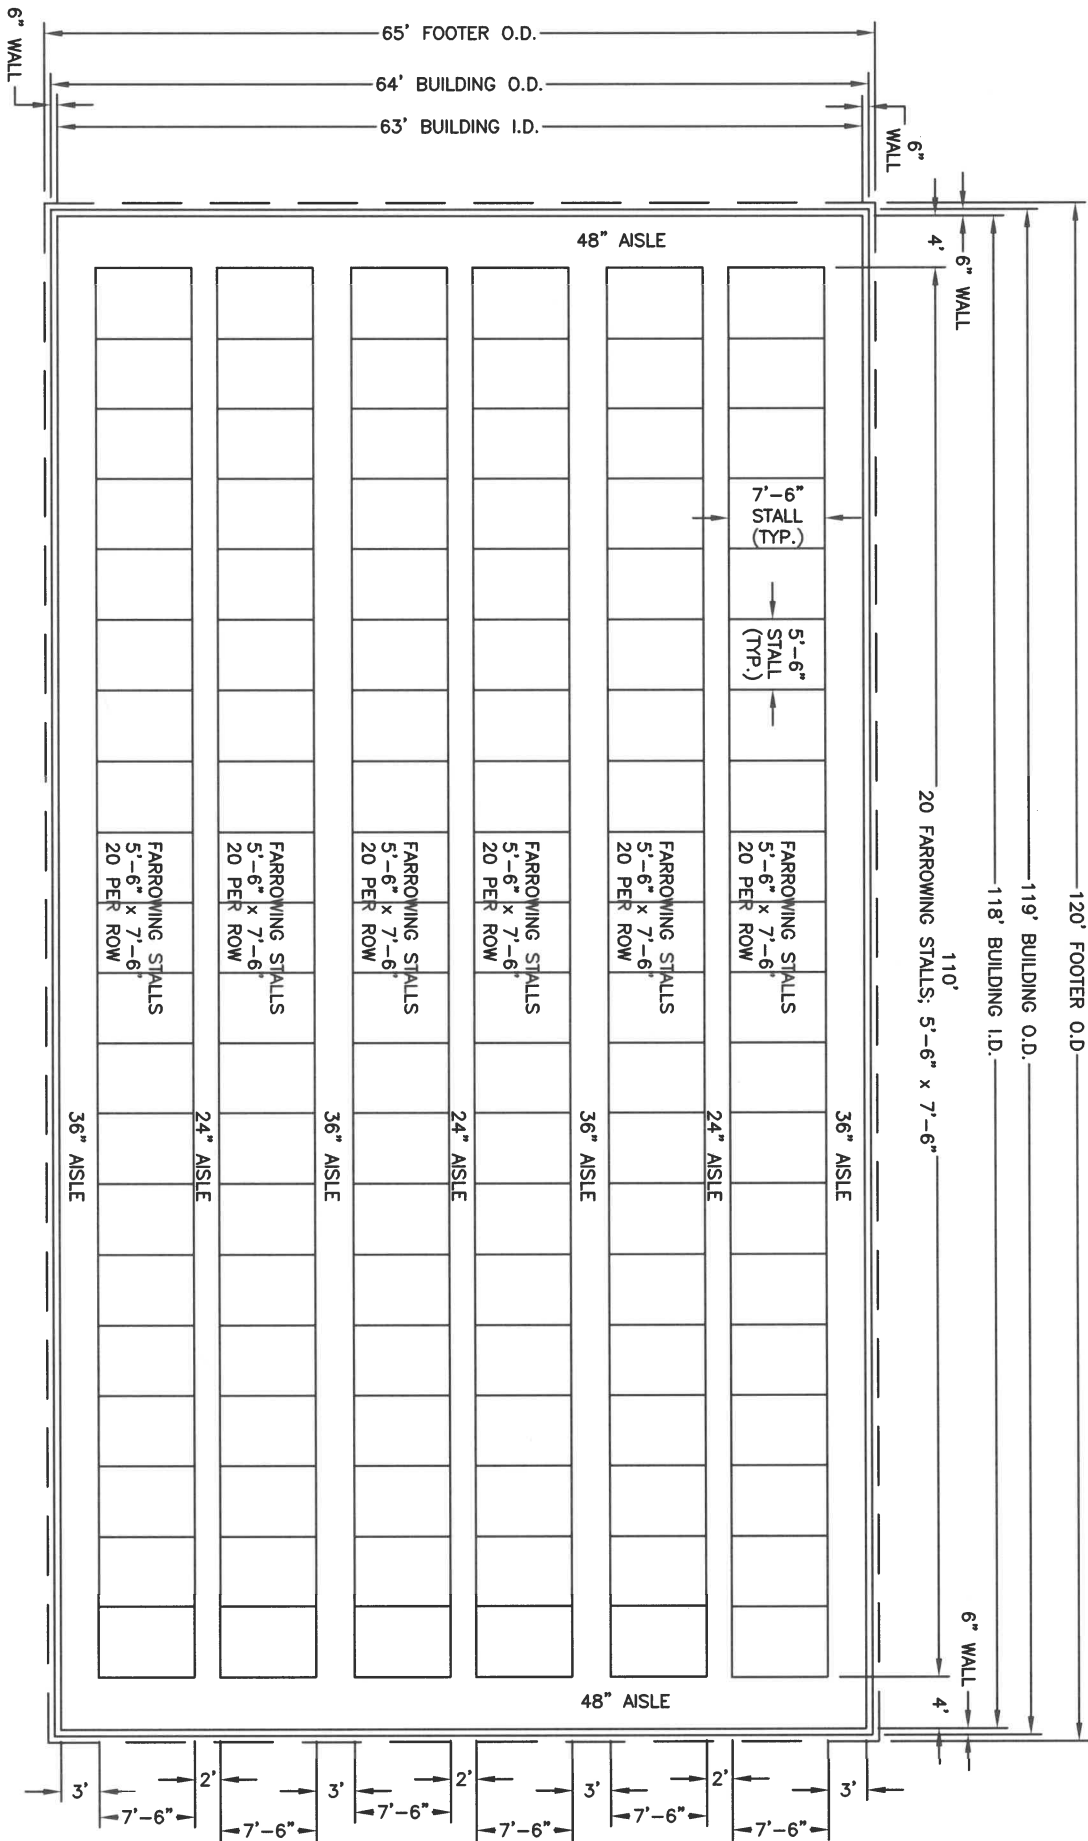 65' FOOTER O.D.
64' BUILDING O.D.
63' BUILDING I.D.
6" WALL
6"
WALL
120' FOOTER O.D
119' BUILDING O.D.
118' BUILDING I.D.
6" WALL
4'
110'
20 FARROWING STALLS; 5'-6" x 7'-6"
6" WALL
4'
48" AISLE
7'-6"
STALL
(TYP.)
5'-6"
STALL
(TYP.)
FARROWING STALLS
5'-6" x 7'-6"
20 PER ROW
FARROWING STALLS
5'-6" x 7'-6"
20 PER ROW
FARROWING STALLS
5'-6" x 7'-6"
20 PER ROW
FARROWING STALLS
5'-6" x 7'-6"
20 PER ROW
FARROWING STALLS
5'-6" x 7'-6"
20 PER ROW
FARROWING STALLS
5'-6" x 7'-6"
20 PER ROW
36" AISLE
24" AISLE
36" AISLE
24" AISLE
36" AISLE
24" AISLE
36" AISLE
48" AISLE
3'
7'-6"
2'
7'-6"
3'
7'-6"
2'
7'-6"
3'
7'-6"
2'
7'-6"
3'